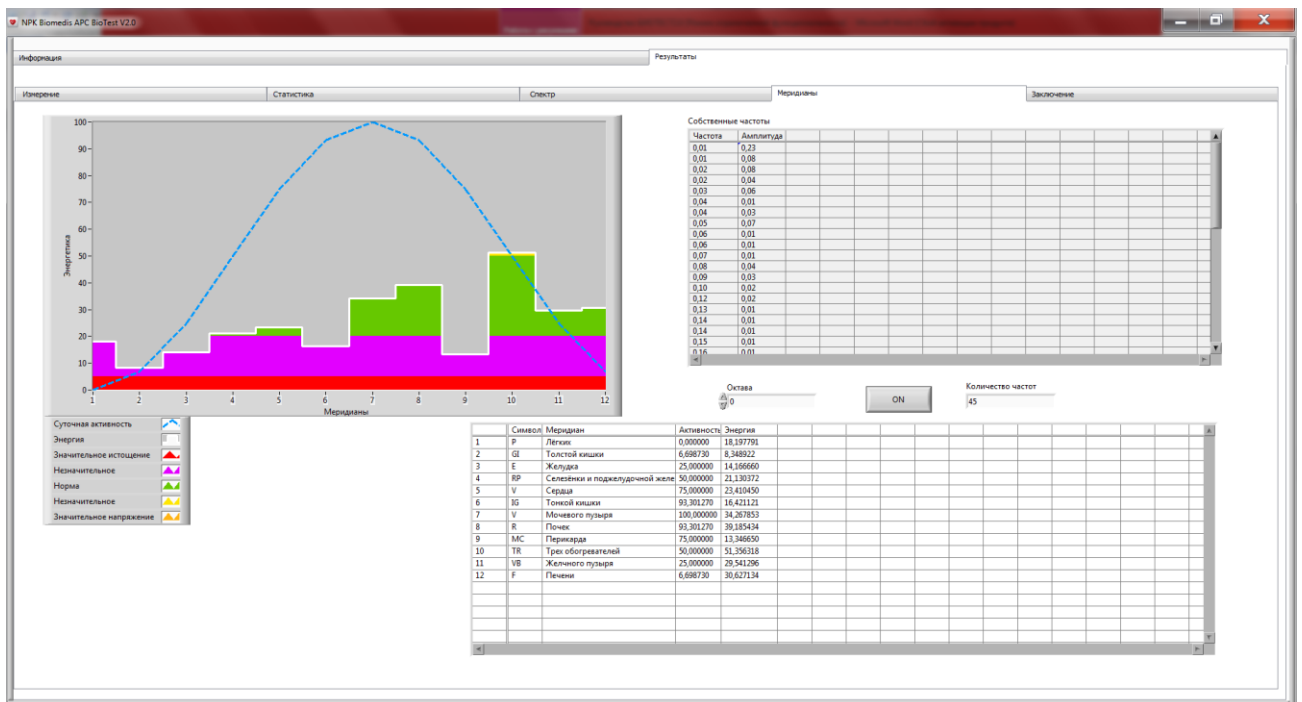 NPK Biomedis APC BioTest V2.0
Информация Результаты
Измерение Статистика Спектр Меридианы Заключение
100
90
80
70
60
50
40
30
20
10
0
Энергетика
1 2 3 4 5 6 7 8 9 10 11 12
Меридианы
Суточная активность
Энергия
Значительное истощение
Незначительное
Норма
Незначительное
Значительное напряжение
Собственные частоты
Частота Амплитуда
0,01 0,23
0,01 0,08
0,02 0,08
0,02 0,04
0,03 0,06
0,04 0,01
0,04 0,03
0,05 0,07
0,06 0,01
0,06 0,01
0,07 0,01
0,08 0,04
0,09 0,03
0,10 0,02
0,12 0,02
0,13 0,01
0,14 0,01
0,14 0,01
0,15 0,01
0,16 0,01
Октава
0
ON
Количество частот
45
Символ Меридиан Активность Энергия
1 P Лёгких 0,000000 18,197791
2 GI Толстой кишки 6,698730 8,348922
3 E Желудка 25,000000 14,166660
4 RP Селезёнки и поджелудочной желе 50,000000 21,130372
5 V Сердца 75,000000 23,410450
6 IG Тонкой кишки 93,301270 16,421121
7 V Мочевого пузыря 100,000000 34,267853
8 R Почек 93,301270 39,185434
9 MC Перикарда 75,000000 13,346650
10 TR Трех обогревателей 50,000000 51,356318
11 VB Желчного пузыря 25,000000 29,541296
12 F Печени 6,698730 30,627134